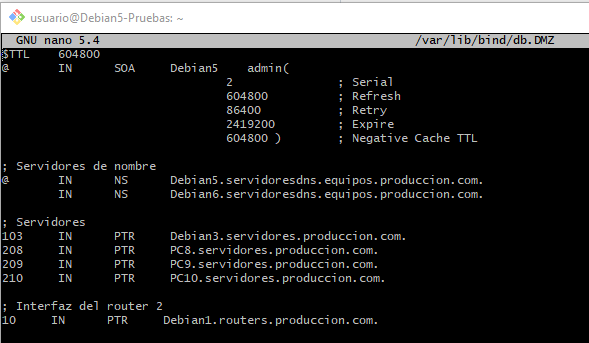 usuario@Debian5-Pruebas: ~
GNU nano 5.4 /var/lib/bind/db.DMZ
$TTL 604800
@ IN SOA Debian5 admin(
2 ; Serial
604800 ; Refresh
86400 ; Retry
2419200 ; Expire
604800 ) ; Negative Cache TTL
; Servidores de nombre
@ IN NS Debian5.servidoresdns.equipos.produccion.com.
IN NS Debian6.servidoresdns.equipos.produccion.com.
; Servidores
103 IN PTR Debian3.servidores.produccion.com.
208 IN PTR PC8.servidores.produccion.com.
209 IN PTR PC9.servidores.produccion.com.
210 IN PTR PC10.servidores.produccion.com.
; Interfaz del router 2
10 IN PTR Debian1.routers.produccion.com.